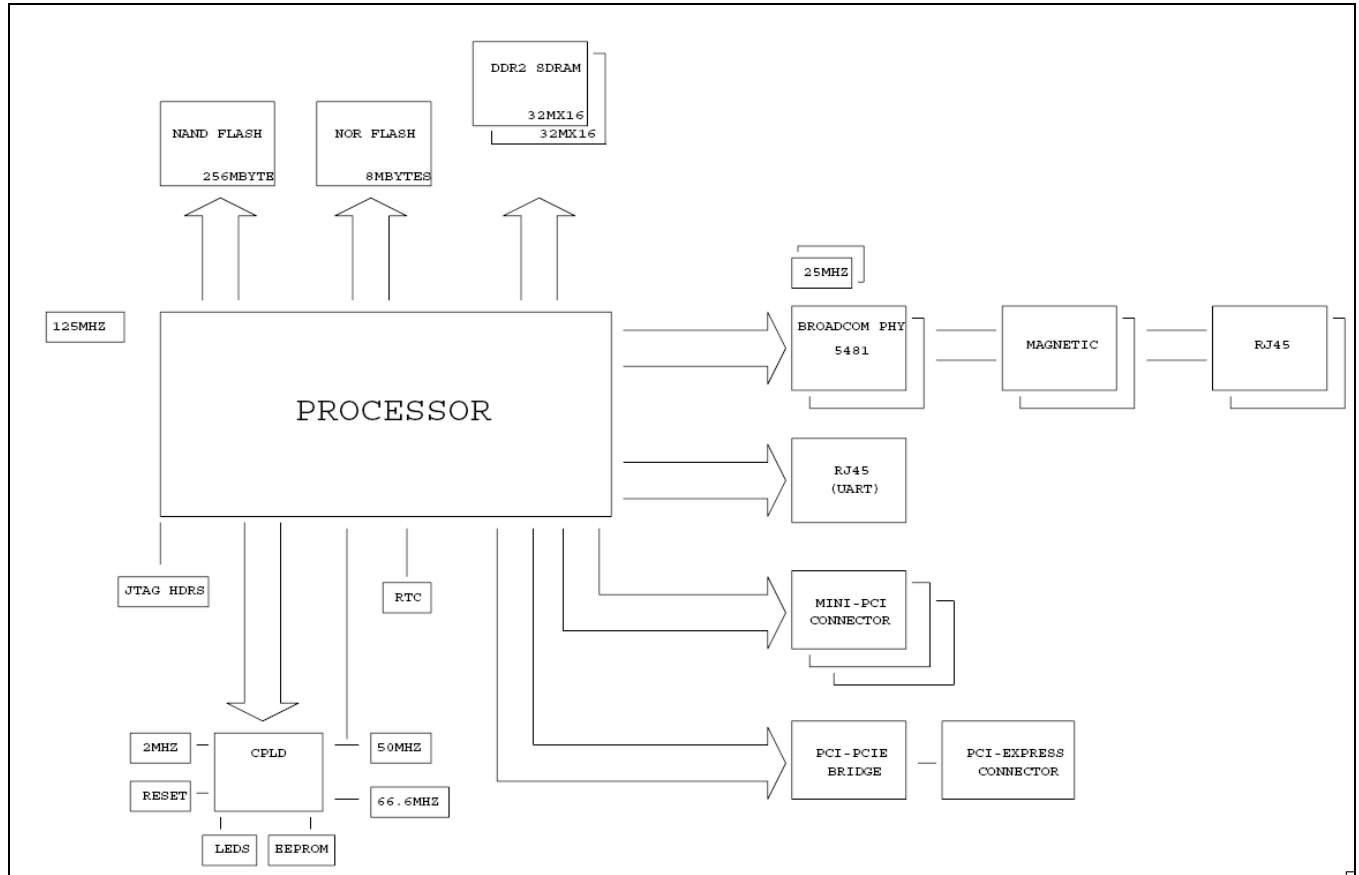 DDR2 SDRAM
32MX16
32MX16
NAND FLASH
256MBYTE
NOR FLASH
8MBYTES
25MHZ
125MHZ
PROCESSOR
BROADCOM PHY
5481
MAGNETIC
RJ45
RJ45
(UART)
JTAG HDRS
RTC
MINI-PCI
CONNECTOR
2MHZ
CPLD
50MHZ
PCI-PCIE
BRIDGE
PCI-EXPRESS
CONNECTOR
RESET
66.6MHZ
LEDS
EEPROM